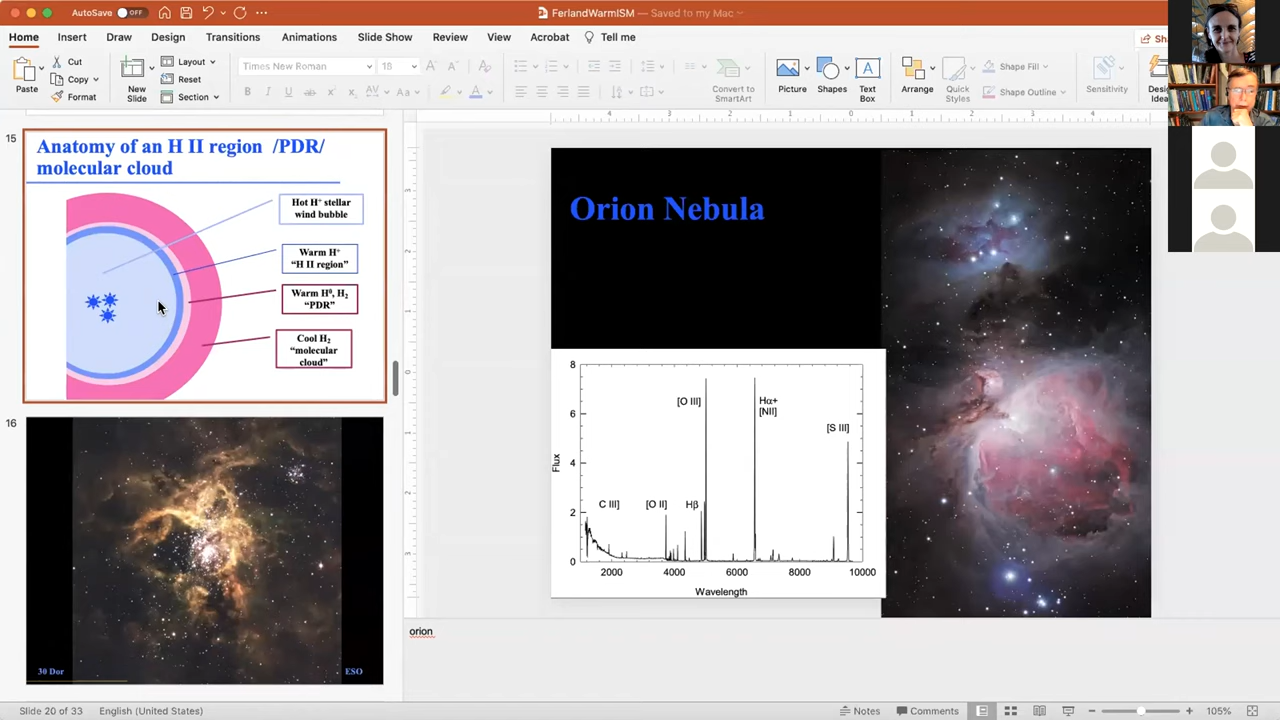 AutoSave OFF
FerlandWarmISM — Saved to my Mac
Home Insert Draw Design Transitions Animations Slide Show Review View Acrobat Tell me
Paste
Cut
Copy
Format
New
Slide
Layout
Reset
Section
Times New Roman 18
Convert to
SmartArt
Picture
Shapes
Text
Box
Arrange
Quick
Styles
Shape Fill
Shape Outline
Sensitivity
15
Anatomy of an H II region /PDR/
molecular cloud
Hot H⁺ stellar
wind bubble
Warm H⁺
“H II region”
Warm H⁰, H₂
“PDR”
Cool H₂
“molecular
cloud”
16
30 Dor
ESO
Orion Nebula
8
6
4
2
0
[O III]
Hα+
[NII]
[S III]
C III]
[O II]
Hβ
Flux
2000 4000 6000 8000 10000
Wavelength
orion
Slide 20 of 33
English (United States)
Notes
Comments
105%